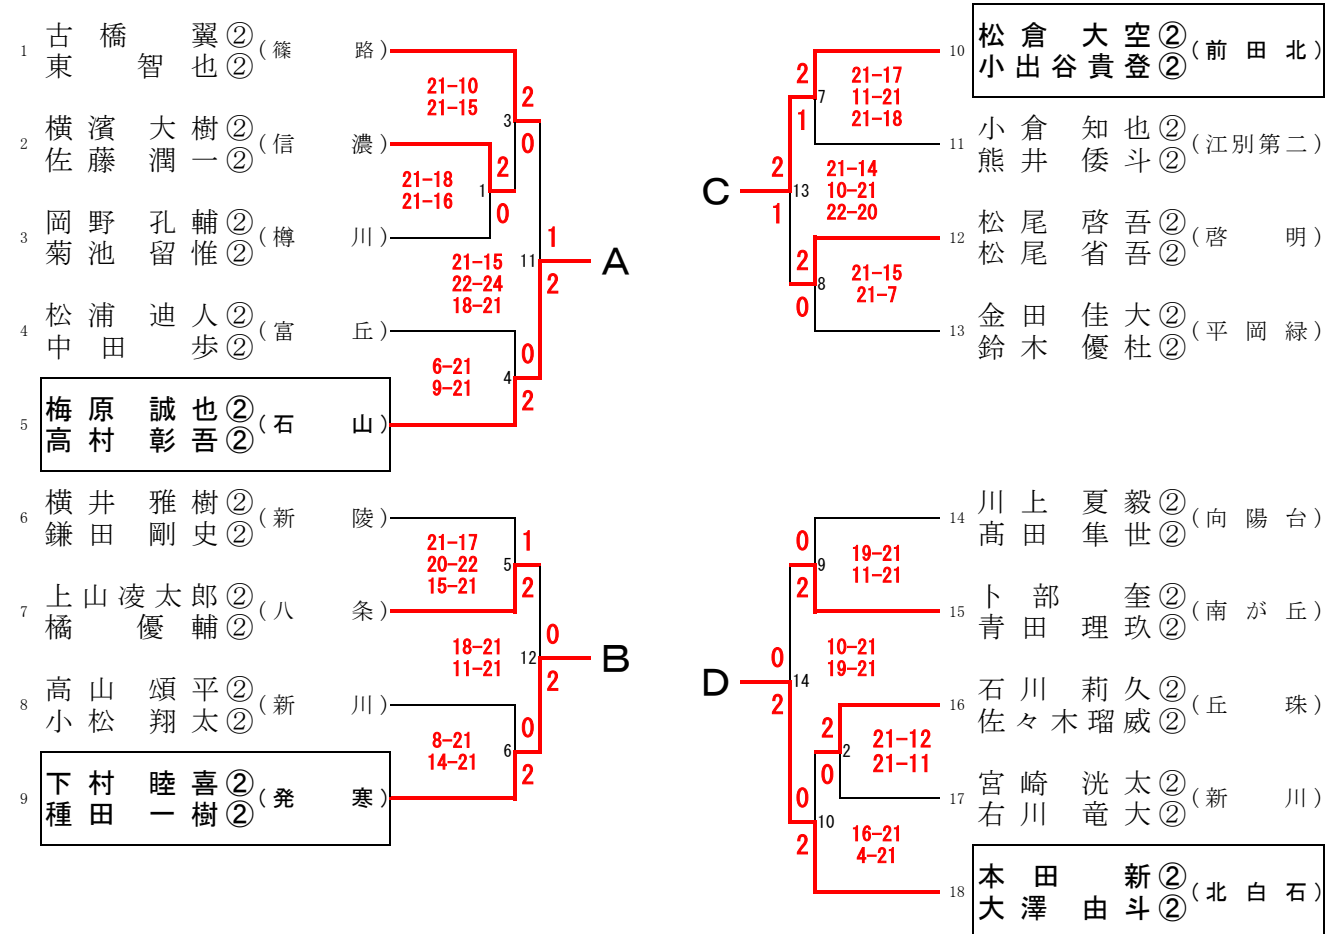 1 古橋 翼② (篠路)
東 智也②
2 横濱大樹② (信濃)
佐藤潤一②
3 岡野孔輔② (樽川)
菊池留惟②
4 松浦迪人② (富丘)
中田 歩②
5 梅原誠也② (石山)
高村彰吾②
6 横井雅樹② (新陵)
鎌田剛史②
7 上山凌太郎② (八条)
橘 優輔②
8 高山頌平② (新川)
小松翔太②
9 下村睦喜② (発寒)
種田一樹②
21-10
21-15
2
3
0
21-18
21-16
2
1
0
21-15
22-24
18-21
1
11
2
A
6-21
9-21
0
4
2
21-17
20-22
15-21
1
5
2
18-21
11-21
0
12
2
B
8-21
14-21
0
6
2
10 松倉大空② (前田北)
小出谷貴登②
11 小倉知也② (江別第二)
熊井倭斗②
12 松尾啓吾② (啓明)
松尾省吾②
13 金田佳大② (平岡緑)
鈴木優杜②
14 川上夏毅② (向陽台)
髙田隼世②
15 卜部 奎② (南が丘)
青田理玖②
16 石川莉久② (丘珠)
佐々木瑠威②
17 宮崎洸太② (新川)
右川竜大②
18 本田 新② (北白石)
大澤由斗②
2
7
1
21-17
11-21
21-18
C
2
13
1
21-14
10-21
22-20
2
8
0
21-15
21-7
0
9
2
19-21
11-21
D
0
14
2
10-21
19-21
2
2
0
21-12
21-11
0
10
2
16-21
4-21